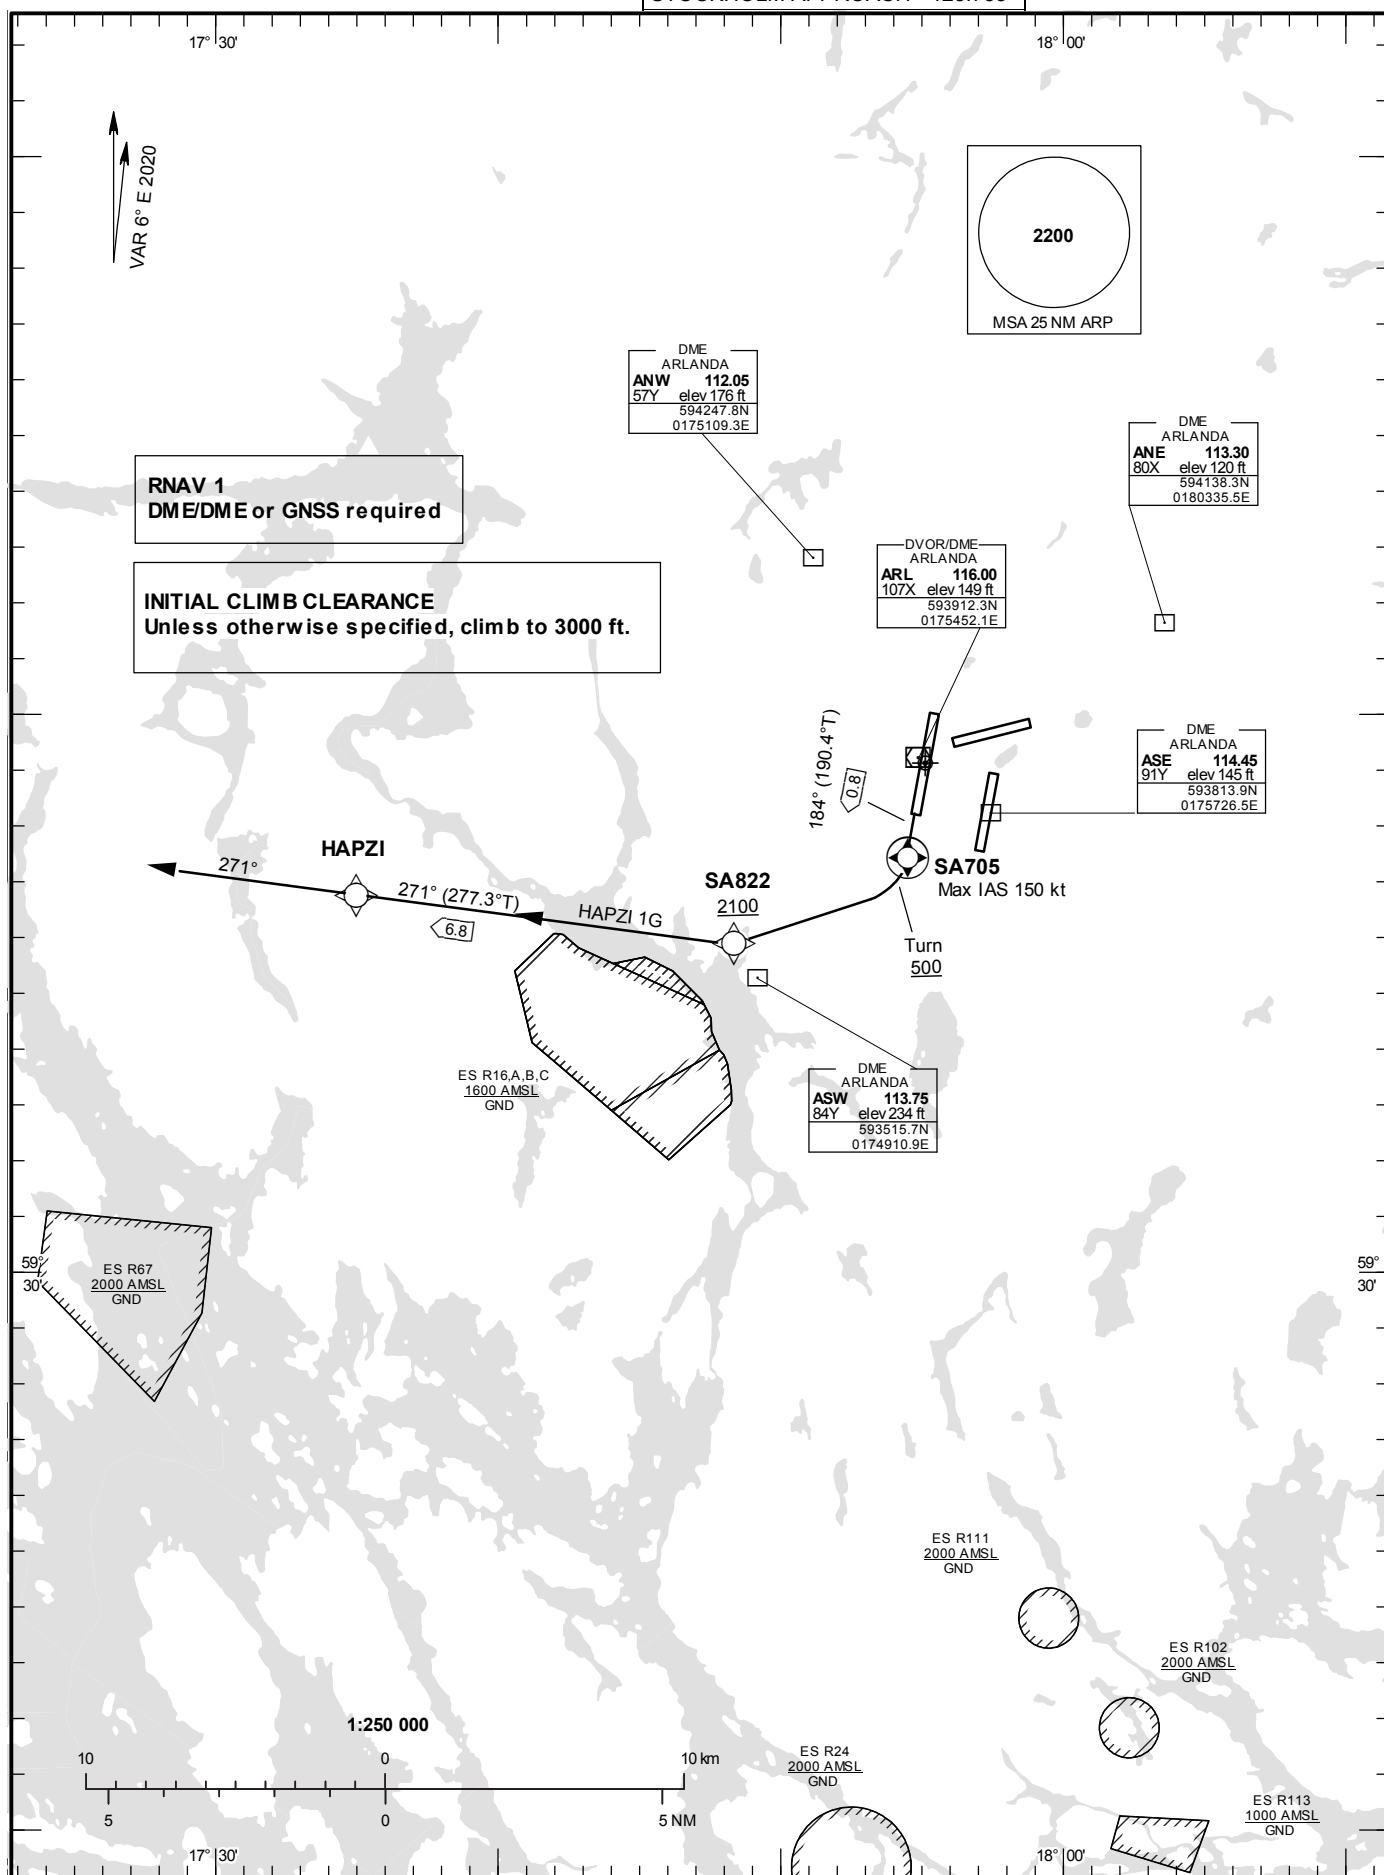 17° 30'
18° 00'
VAR 6° E 2020
2200
MSA 25 NM ARP
DME
ARLANDA
ANW 112.05
57Y elev 176 ft
594247.8N
0175109.3E
DME
ARLANDA
ANE 113.30
80X elev 120 ft
594138.3N
0180335.5E
RNAV 1
DME/DME or GNSS required
INITIAL CLIMB CLEARANCE
Unless otherwise specified, climb to 3000 ft.
DVOR/DME
ARLANDA
ARL 116.00
107X elev 149 ft
593912.3N
0175452.1E
184° (190.4°T)
0.8
DME
ARLANDA
ASE 114.45
91Y elev 145 ft
593813.9N
0175726.5E
HAPZI
271°
271° (277.3°T)
6.8
HAPZI 1G
SA822
2100
SA705
Max IAS 150 kt
Turn
500
ES R16,A,B,C
1600 AMSL
GND
DME
ARLANDA
ASW 113.75
84Y elev 234 ft
593515.7N
0174910.9E
59°
30'
59°
30'
ES R67
2000 AMSL
GND
ES R111
2000 AMSL
GND
ES R102
2000 AMSL
GND
1:250 000
10 0 10 km
5 0 5 NM
ES R24
2000 AMSL
GND
ES R113
1000 AMSL
GND
17° 30'
18° 00'